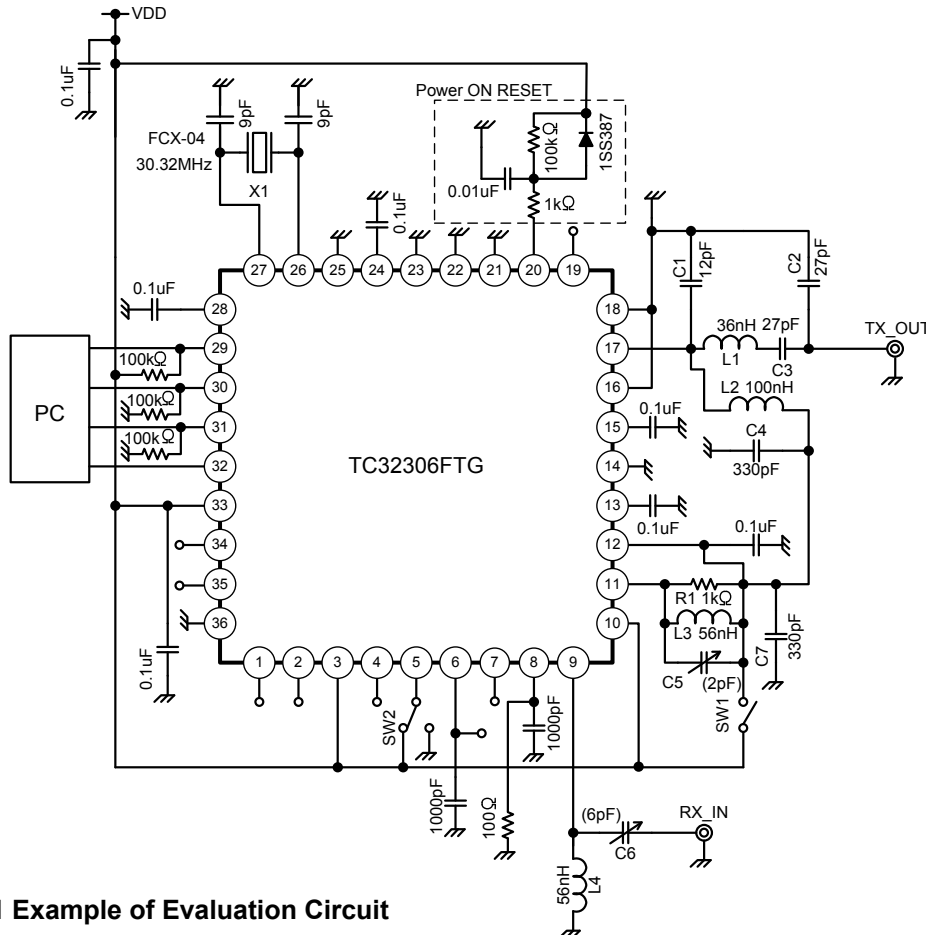 VDD
0.1uF
Power ON RESET
9pF
9pF
FCX-04
30.32MHz
X1
0.1uF
100kΩ
1SS387
0.01uF
1kΩ
27
26
25
24
23
22
21
20
19
C1
12pF
C2
27pF
0.1uF
28
18
36nH
27pF
TX_OUT
PC
100kΩ
29
17
L1
C3
100kΩ
30
16
L2 100nH
100kΩ
31
15
0.1uF
C4
330pF
32
TC32306FTG
14
33
13
0.1uF
0.1uF
34
12
35
11
R1 1kΩ
36
10
L3 56nH
C7
330pF
0.1uF
C5
(2pF)
1
2
3
4
5
6
7
8
9
SW2
1000pF
SW1
1000pF
100Ω
(6pF)
RX_IN
C6
56nH
L4
Example of Evaluation Circuit